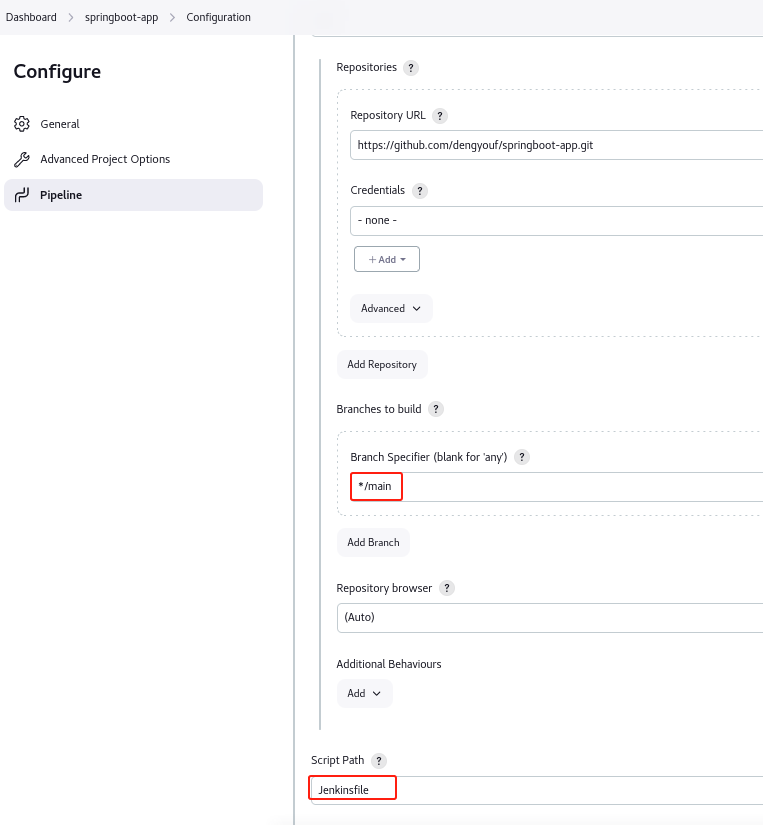 Dashboard > springboot-app > Configuration
Configure
General
Advanced Project Options
Pipeline
Repositories ?
Repository URL ?
https://github.com/dengyouf/springboot-app.git
Credentials ?
- none -
+ Add
Advanced
Add Repository
Branches to build ?
Branch Specifier (blank for 'any') ?
*/main
Add Branch
Repository browser ?
(Auto)
Additional Behaviours
Add
Script Path ?
Jenkinsfile